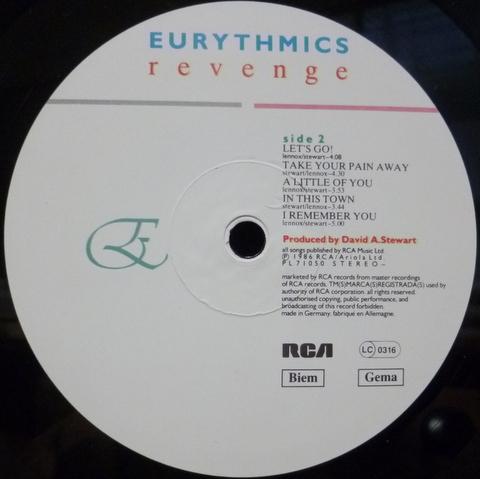 EURYTHMICS
revenge
side 2
LET'S GO!
lennox/stewart–4.08
TAKE YOUR PAIN AWAY
stewart/lennox–4.30
A LITTLE OF YOU
lennox/stewart–3.53
IN THIS TOWN
stewart/lennox–3.44
I REMEMBER YOU
lennox/stewart–5.00
Produced by David A.Stewart
all songs published by RCA Music Ltd
Ⓟ 1986 RCA/Ariola Ltd.
PL71050 STEREO–
marketed by RCA records from master recordings
of RCA records. TM(S)MARCA(S)REGISTRADA(S) used by
authority of RCA corporation. all rights reserved.
unauthorised copying, public performance, and
broadcasting of this record forbidden.
made in Germany. fabriqué en Allemagne.
RCA LC 0316
Biem Gema